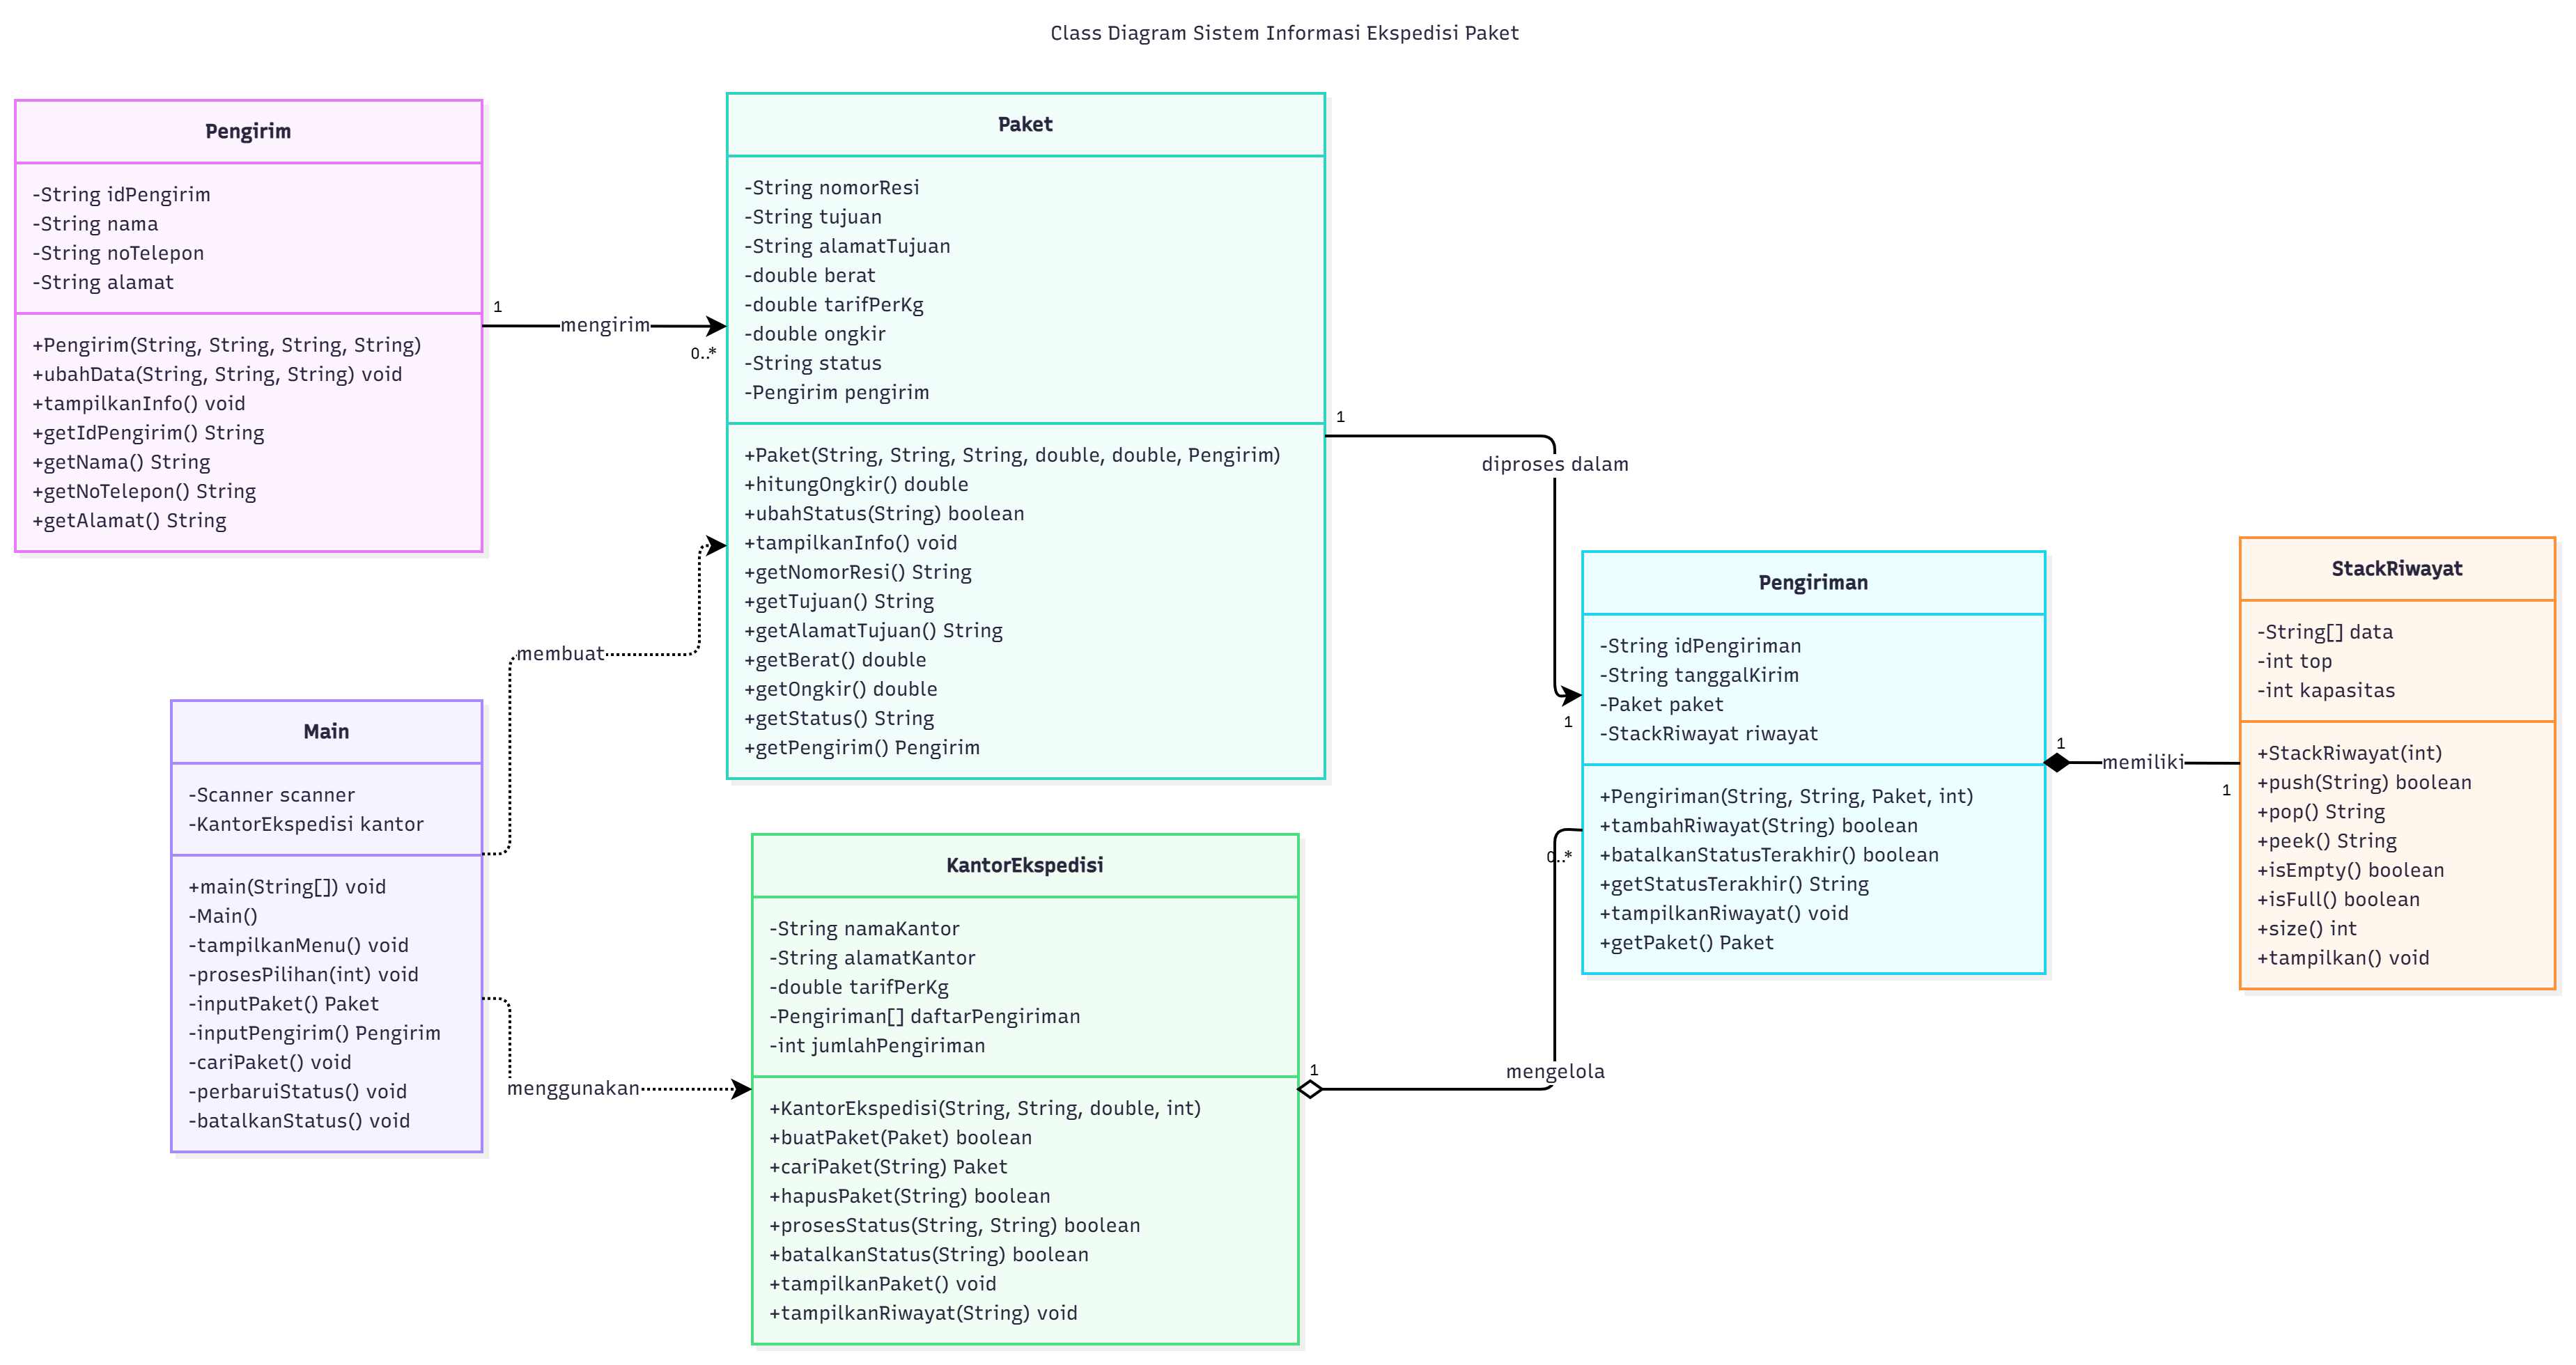 Class Diagram Sistem Informasi Ekspedisi Paket
Pengirim
-String idPengirim
-String nama
-String noTelepon
-String alamat
+Pengirim(String, String, String, String)
+ubahData(String, String, String) void
+tampilkanInfo() void
+getIdPengirim() String
+getNama() String
+getNoTelepon() String
+getAlamat() String
1
mengirim
0..*
Paket
-String nomorResi
-String tujuan
-String alamatTujuan
-double berat
-double tarifPerKg
-double ongkir
-String status
-Pengirim pengirim
+Paket(String, String, String, double, double, Pengirim)
+hitungOngkir() double
+ubahStatus(String) boolean
+tampilkanInfo() void
+getNomorResi() String
+getTujuan() String
+getAlamatTujuan() String
+getBerat() double
+getOngkir() double
+getStatus() String
+getPengirim() Pengirim
1
diproses dalam
1
membuat
Main
-Scanner scanner
-KantorEkspedisi kantor
+main(String[]) void
-Main()
-tampilkanMenu() void
-prosesPilihan(int) void
-inputPaket() Paket
-inputPengirim() Pengirim
-cariPaket() void
-perbaruiStatus() void
-batalkanStatus() void
menggunakan
KantorEkspedisi
-String namaKantor
-String alamatKantor
-double tarifPerKg
-Pengiriman[] daftarPengiriman
-int jumlahPengiriman
+KantorEkspedisi(String, String, double, int)
+buatPaket(Paket) boolean
+cariPaket(String) Paket
+hapusPaket(String) boolean
+prosesStatus(String, String) boolean
+batalkanStatus(String) boolean
+tampilkanPaket() void
+tampilkanRiwayat(String) void
1
mengelola
0..*
Pengiriman
-String idPengiriman
-String tanggalKirim
-Paket paket
-StackRiwayat riwayat
+Pengiriman(String, String, Paket, int)
+tambahRiwayat(String) boolean
+batalkanStatusTerakhir() boolean
+getStatusTerakhir() String
+tampilkanRiwayat() void
+getPaket() Paket
1
memiliki
1
StackRiwayat
-String[] data
-int top
-int kapasitas
+StackRiwayat(int)
+push(String) boolean
+pop() String
+peek() String
+isEmpty() boolean
+isFull() boolean
+size() int
+tampilkan() void